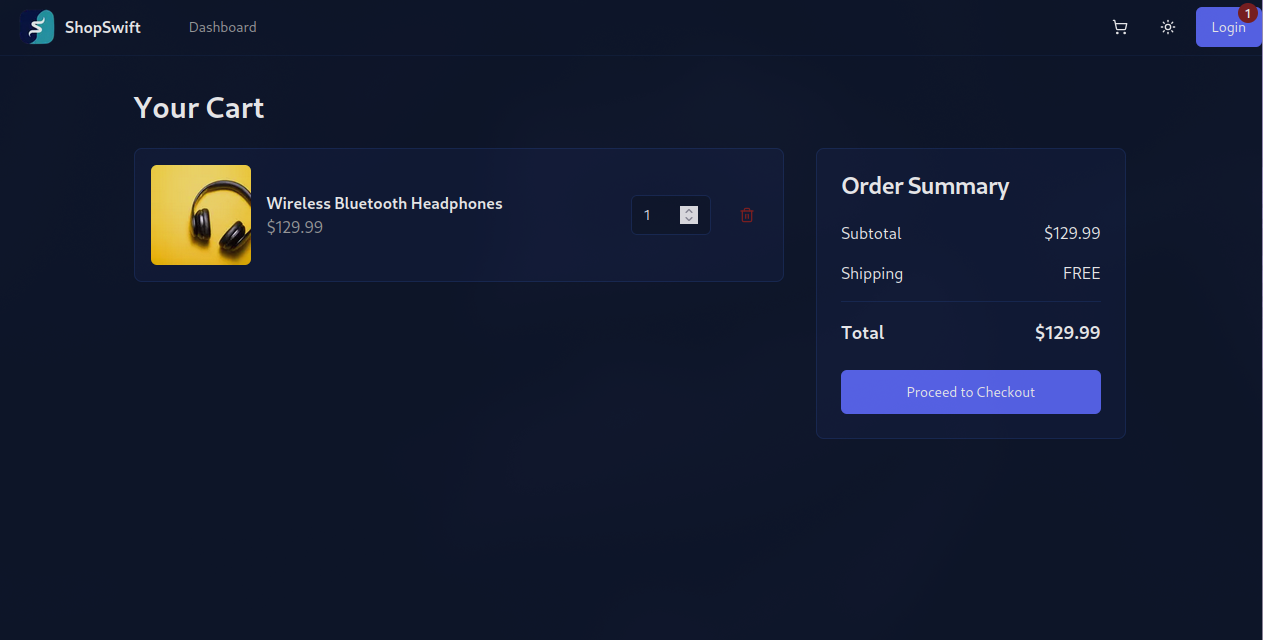 ShopSwift
Dashboard
Login
1
Your Cart
Wireless Bluetooth Headphones
$129.99
1
Order Summary
Subtotal $129.99
Shipping FREE
Total $129.99
Proceed to Checkout